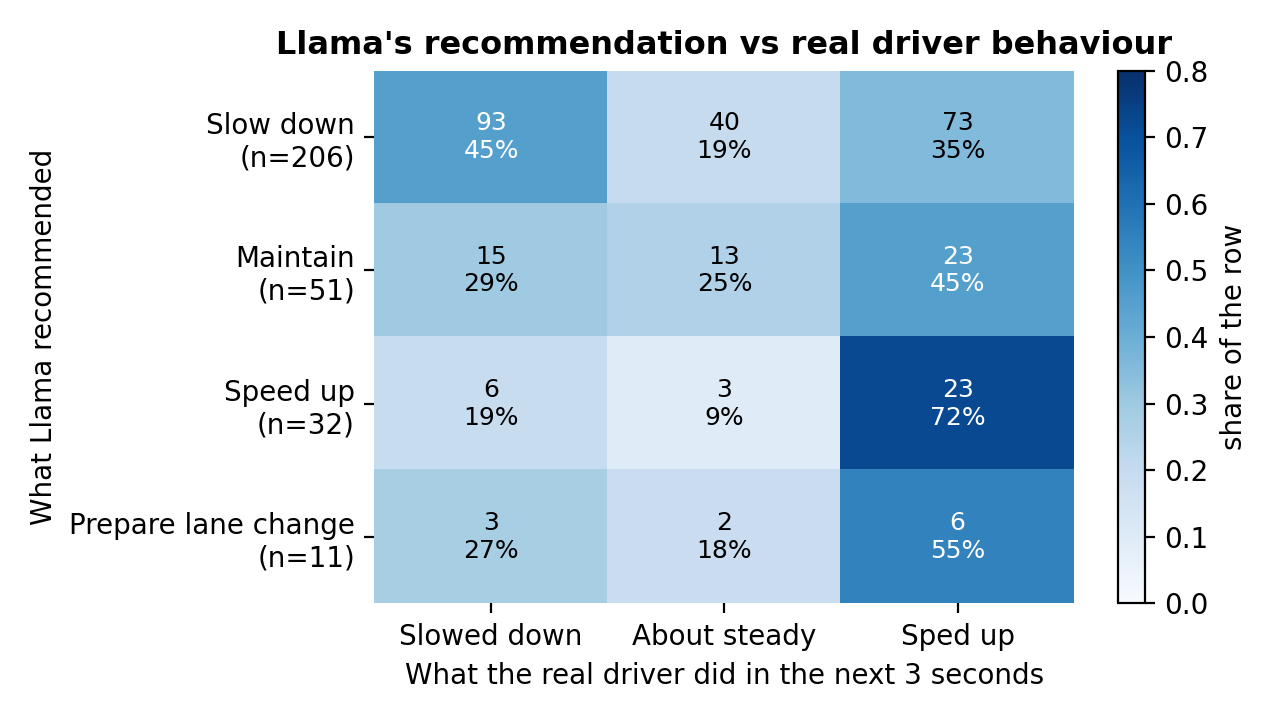 Llama's recommendation vs real driver behaviour
What Llama recommended
Slow down
(n=206)
93
45%
40
19%
73
35%
Maintain
(n=51)
15
29%
13
25%
23
45%
Speed up
(n=32)
6
19%
3
9%
23
72%
Prepare lane change
(n=11)
3
27%
2
18%
6
55%
Slowed down
About steady
Sped up
What the real driver did in the next 3 seconds
0.8
0.7
0.6
0.5
0.4
0.3
0.2
0.1
0.0
share of the row